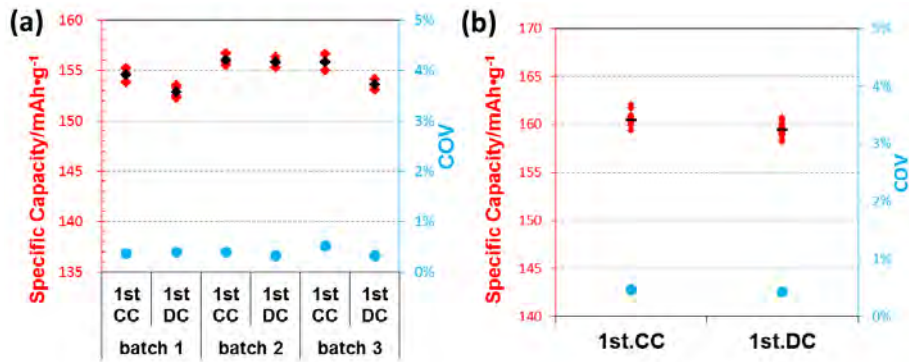 (a)
Specific Capacity/mAh•g⁻¹
160
155
150
145
140
135
5%
4%
3%
2%
1%
0%
COV
1st CC
1st DC
1st CC
1st DC
1st CC
1st DC
batch 1
batch 2
batch 3
(b)
Specific Capacity/mAh•g⁻¹
170
165
160
155
150
145
140
5%
4%
3%
2%
1%
0%
COV
1st.CC
1st.DC